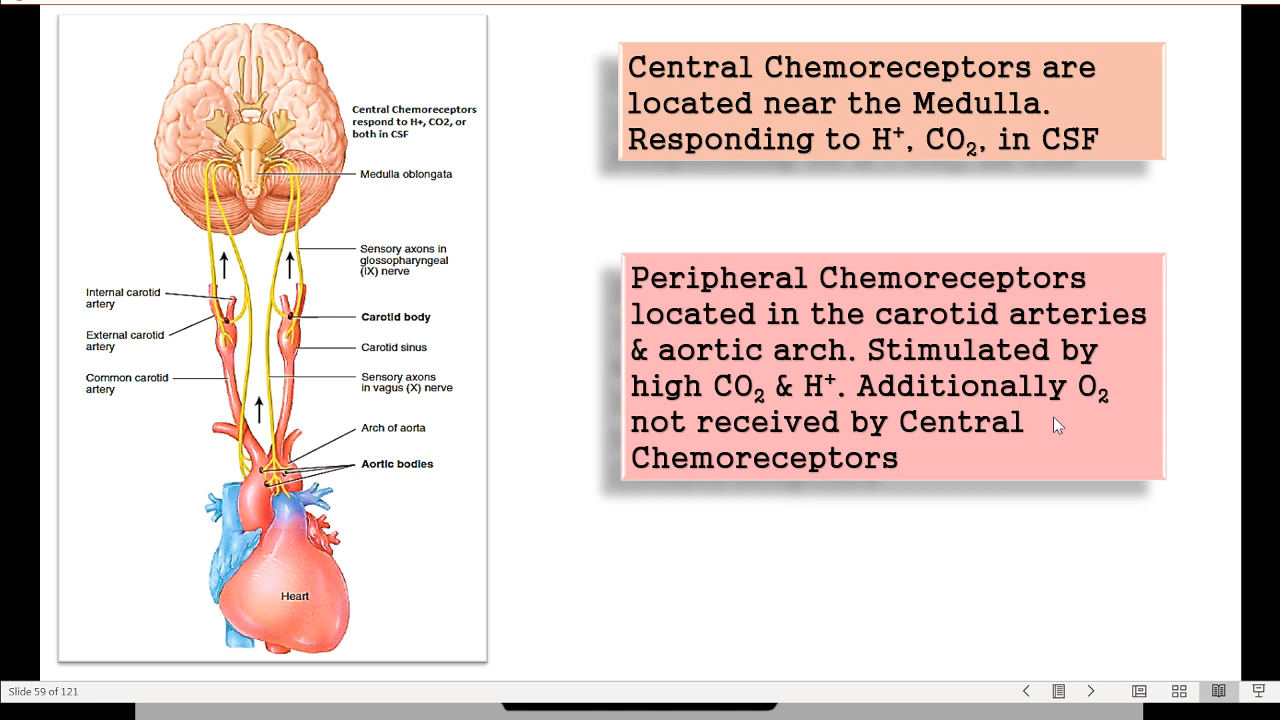 Central Chemoreceptors
respond to H+, CO2, or
both in CSF
Medulla oblongata
Sensory axons in
glossopharyngeal
(IX) nerve
Internal carotid
artery
Carotid body
External carotid
artery
Carotid sinus
Common carotid
artery
Sensory axons
in vagus (X) nerve
Arch of aorta
Aortic bodies
Heart
Central Chemoreceptors are
located near the Medulla.
Responding to H⁺, CO₂, in CSF
Peripheral Chemoreceptors
located in the carotid arteries
& aortic arch. Stimulated by
high CO₂ & H⁺. Additionally O₂
not received by Central
Chemoreceptors
Slide 59 of 121